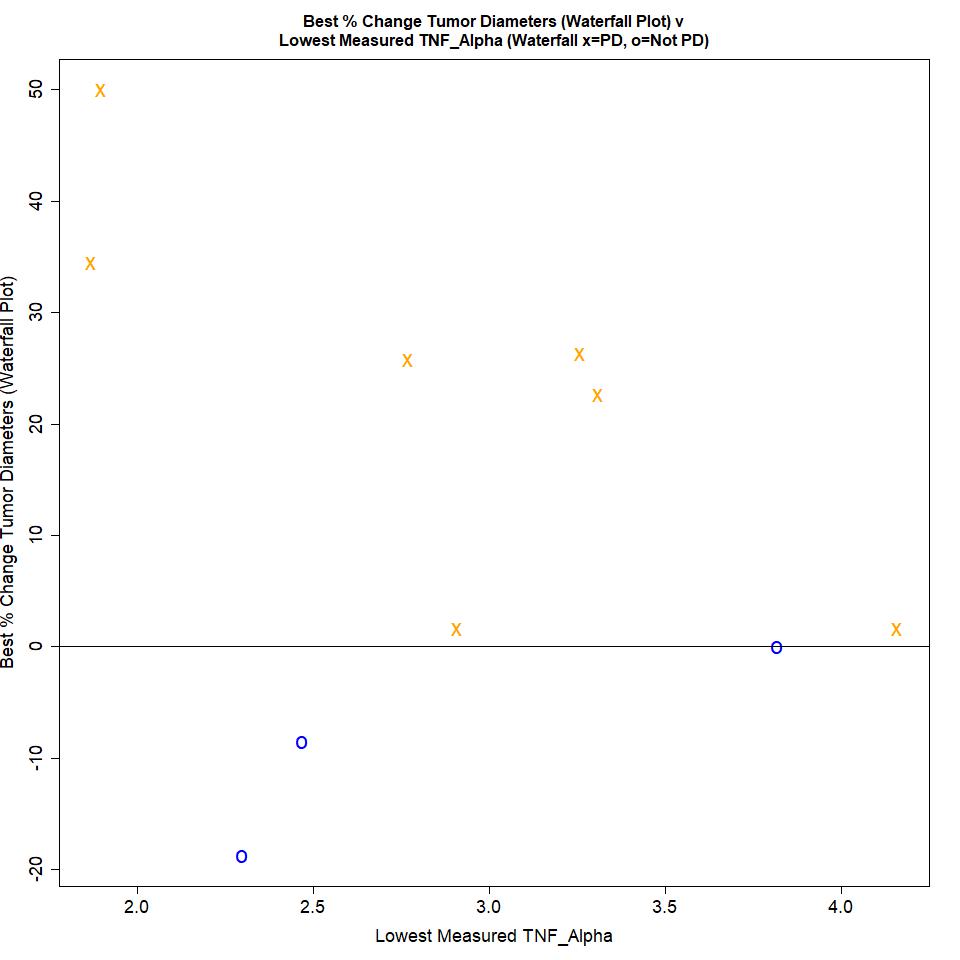 Best % Change Tumor Diameters (Waterfall Plot) v
Lowest Measured TNF_Alpha (Waterfall x=PD, o=Not PD)
Best % Change Tumor Diameters (Waterfall Plot)
50
40
30
20
10
0
-10
-20
X
X
X
X
X
X
X
O
O
O
2.0 2.5 3.0 3.5 4.0
Lowest Measured TNF_Alpha